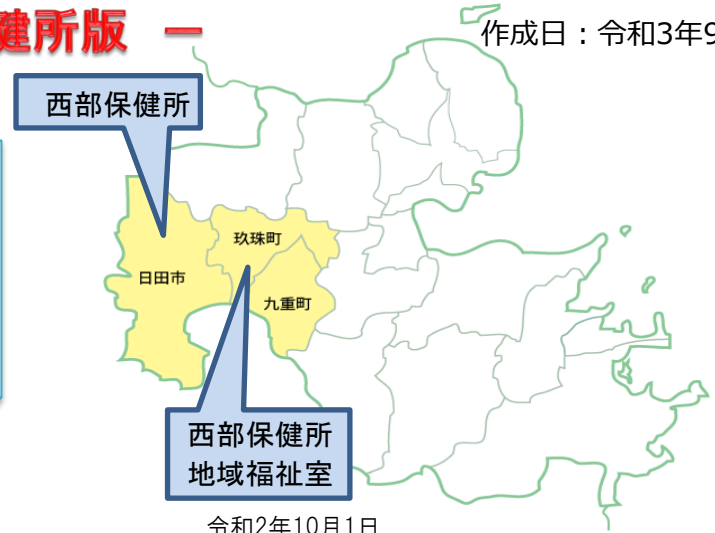 健所版 －
作成日：令和3年9
西部保健所
玖珠町
日田市
九重町
西部保健所
地域福祉室
令和2年10月1日